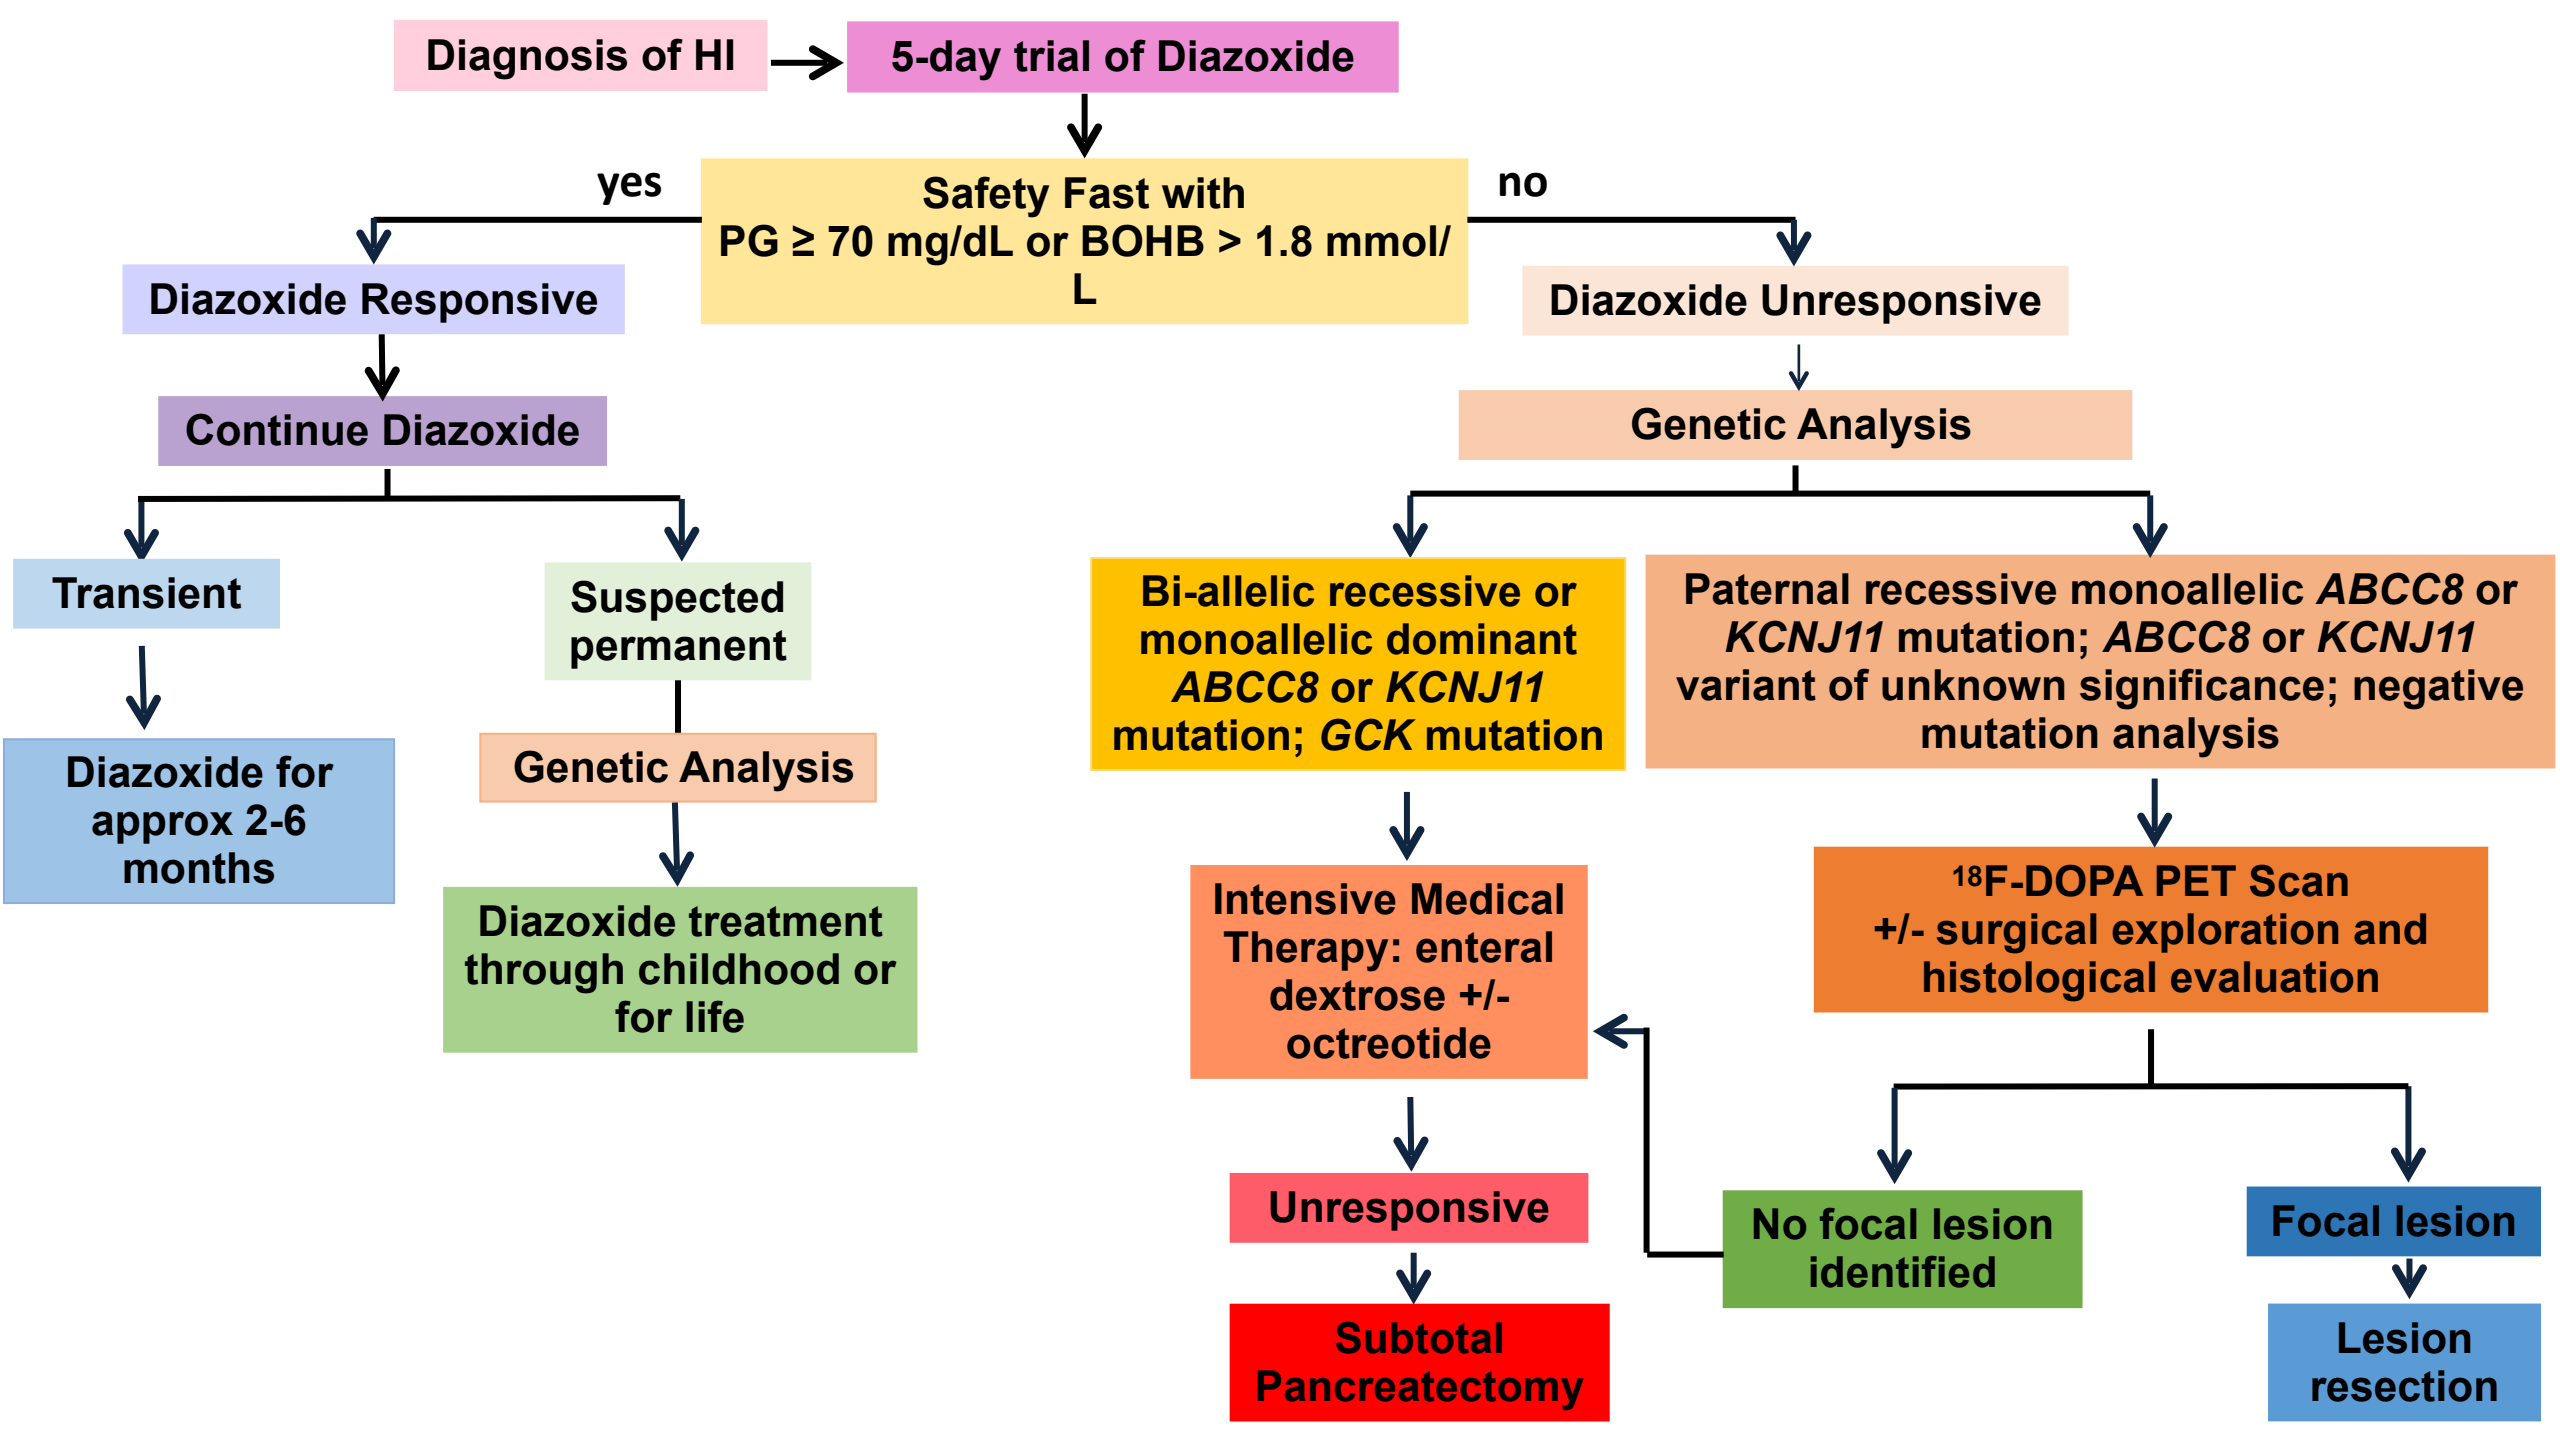 Diagnosis of HI
5-day trial of Diazoxide
yes
Safety Fast with
PG ≥ 70 mg/dL or BOHB > 1.8 mmol/
L
no
Diazoxide Responsive
Diazoxide Unresponsive
Continue Diazoxide
Genetic Analysis
Transient
Suspected
permanent
Bi-allelic recessive or
monoallelic dominant
ABCC8 or KCNJ11
mutation; GCK mutation
Paternal recessive monoallelic ABCC8 or
KCNJ11 mutation; ABCC8 or KCNJ11
variant of unknown significance; negative
mutation analysis
Diazoxide for
approx 2-6
months
Genetic Analysis
Diazoxide treatment
through childhood or
for life
Intensive Medical
Therapy: enteral
dextrose +/-
octreotide
¹⁸F-DOPA PET Scan
+/- surgical exploration and
histological evaluation
Unresponsive
No focal lesion
identified
Focal lesion
Subtotal
Pancreatectomy
Lesion
resection